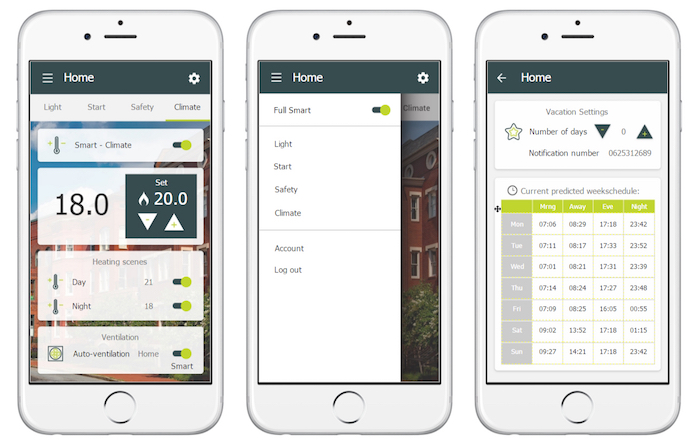 Home
Light Start Safety Climate
Smart - Climate
18.0
Set
20.0
Heating scenes
Day 21
Night 18
Ventilation
Auto-ventilation Home
Smart
Home
Full Smart
Climate
Light
Start
Safety
Climate
Account
Log out
Home
Vacation Settings
Number of days - 0 +
Notification number 0625312689
Current predicted weekschedule:
Mrng Away Eve Night
Mon 07:06 08:29 17:18 23:42
Tue 07:11 08:17 17:33 23:52
Wed 07:01 08:21 17:31 23:39
Thu 07:14 08:24 17:27 23:48
Fri 07:09 08:25 16:05 00:55
Sat 09:02 13:52 17:18 01:15
Sun 09:27 14:21 17:18 23:42